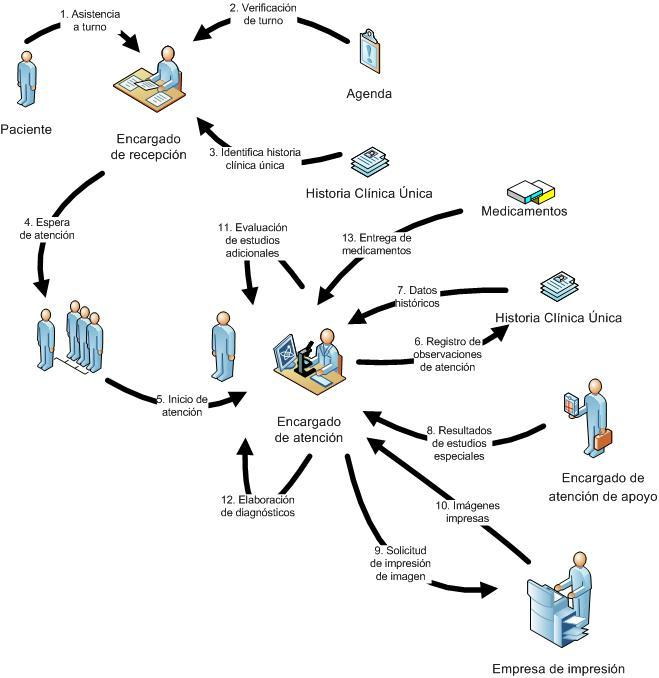 1. Asistencia
a turno
2. Verificación
de turno
Paciente
Agenda
Encargado
de recepción
3. Identifica historia
clínica única
Historia Clínica Única
4. Espera
de atención
11. Evaluación
de estudios
adicionales
13. Entrega de
medicamentos
Medicamentos
7. Datos
históricos
Historia Clínica Única
6. Registro de
observaciones
de atención
5. Inicio de
atención
Encargado
de atención
8. Resultados
de estudios
especiales
Encargado de
atención de apoyo
12. Elaboración
de diagnósticos
10. Imágenes
impresas
9. Solicitud
de impresión
de imagen
Empresa de impresión